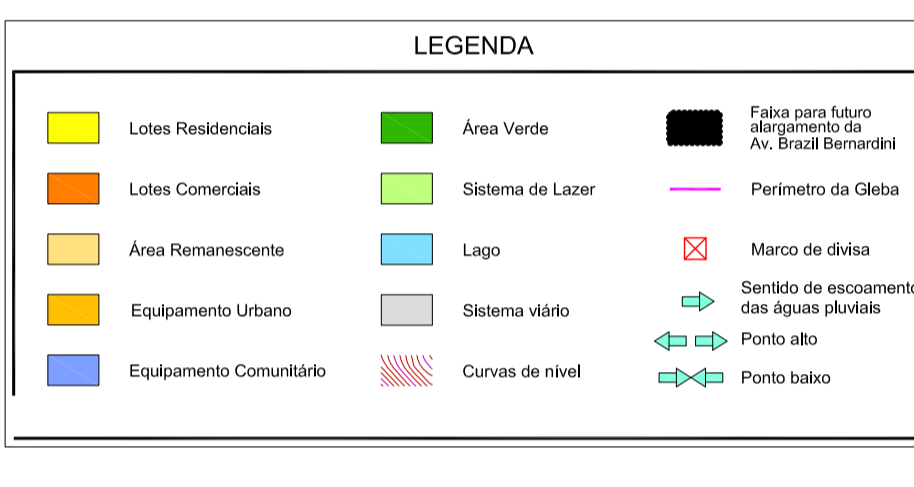 LEGENDA
Lotes Residenciais
Lotes Comerciais
Área Remanescente
Equipamento Urbano
Equipamento Comunitário
Área Verde
Sistema de Lazer
Lago
Sistema viário
Curvas de nível
Faixa para futuro
alargamento da
Av. Brazil Bernardini
Perímetro da Gleba
Marco de divisa
Sentido de escoamento
das águas pluviais
Ponto alto
Ponto baixo